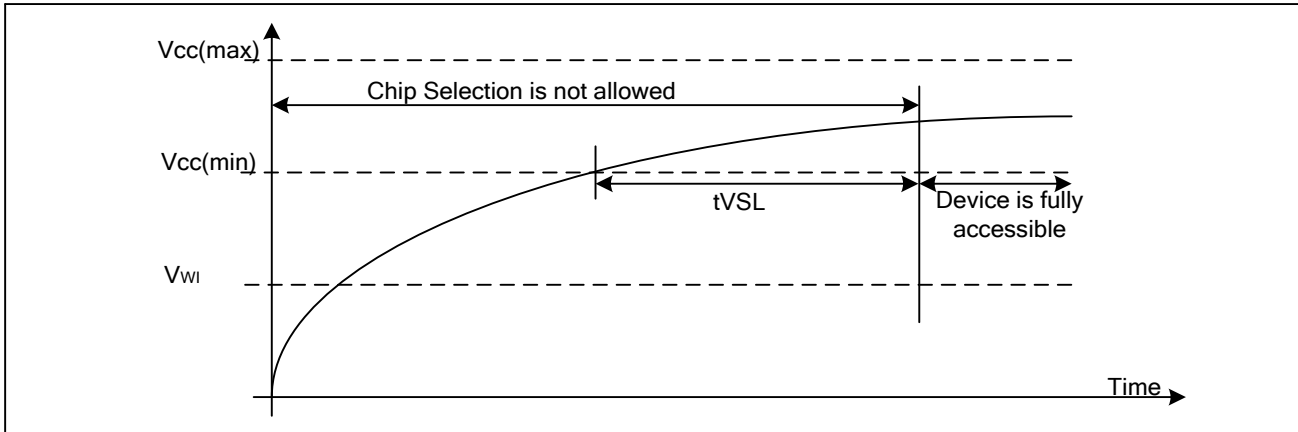 Vcc(max)
Chip Selection is not allowed
Vcc(min)
tVSL
Device is fully
accessible
VWI
Time